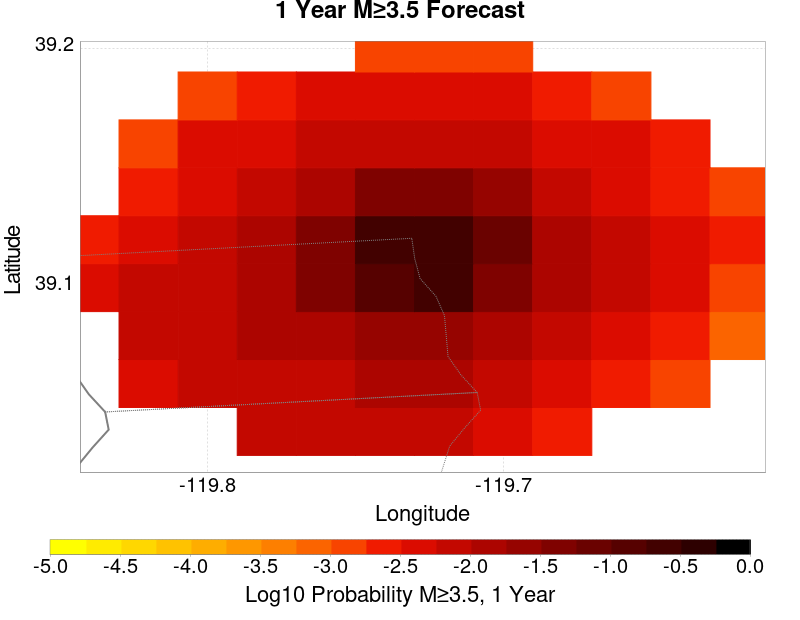 1 Year M≥3.5 Forecast
39.2
39.1
Latitude
-119.8 -119.7
Longitude
-5.0 -4.5 -4.0 -3.5 -3.0 -2.5 -2.0 -1.5 -1.0 -0.5 0.0
Log10 Probability M≥3.5, 1 Year